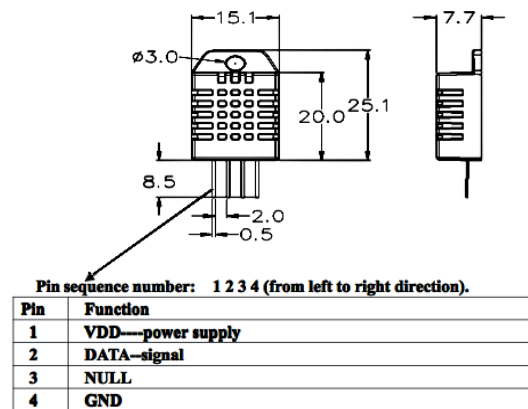 15.1
7.7
ø3.0
20.0
25.1
8.5
2.0
0.5
Pin sequence number: 1 2 3 4 (from left to right direction).
Pin Function
1 VDD----power supply
2 DATA--signal
3 NULL
4 GND